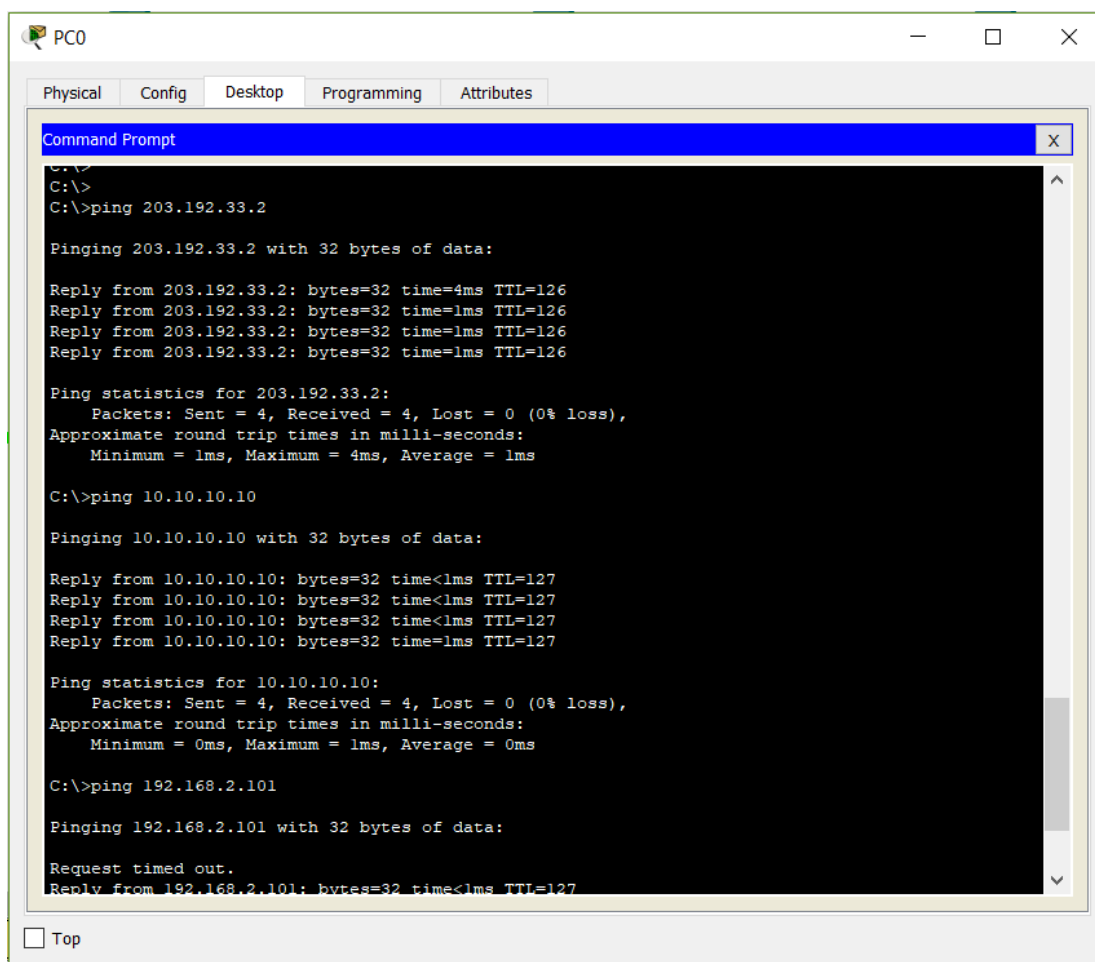 PC0
Physical Config Desktop Programming Attributes
Command Prompt X
C:\>
C:\>
C:\>ping 203.192.33.2
Pinging 203.192.33.2 with 32 bytes of data:
Reply from 203.192.33.2: bytes=32 time=4ms TTL=126
Reply from 203.192.33.2: bytes=32 time=1ms TTL=126
Reply from 203.192.33.2: bytes=32 time=1ms TTL=126
Reply from 203.192.33.2: bytes=32 time=1ms TTL=126
Ping statistics for 203.192.33.2:
Packets: Sent = 4, Received = 4, Lost = 0 (0% loss),
Approximate round trip times in milli-seconds:
Minimum = 1ms, Maximum = 4ms, Average = 1ms
C:\>ping 10.10.10.10
Pinging 10.10.10.10 with 32 bytes of data:
Reply from 10.10.10.10: bytes=32 time<1ms TTL=127
Reply from 10.10.10.10: bytes=32 time<1ms TTL=127
Reply from 10.10.10.10: bytes=32 time<1ms TTL=127
Reply from 10.10.10.10: bytes=32 time=1ms TTL=127
Ping statistics for 10.10.10.10:
Packets: Sent = 4, Received = 4, Lost = 0 (0% loss),
Approximate round trip times in milli-seconds:
Minimum = 0ms, Maximum = 1ms, Average = 0ms
C:\>ping 192.168.2.101
Pinging 192.168.2.101 with 32 bytes of data:
Request timed out.
Reply from 192.168.2.101: bytes=32 time<1ms TTL=127
Top